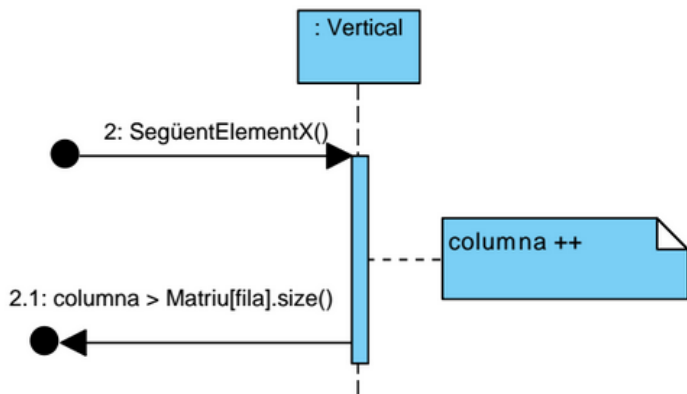 : Vertical
2: SegüentElementX()
columna ++
2.1: columna > Matriu[fila].size()